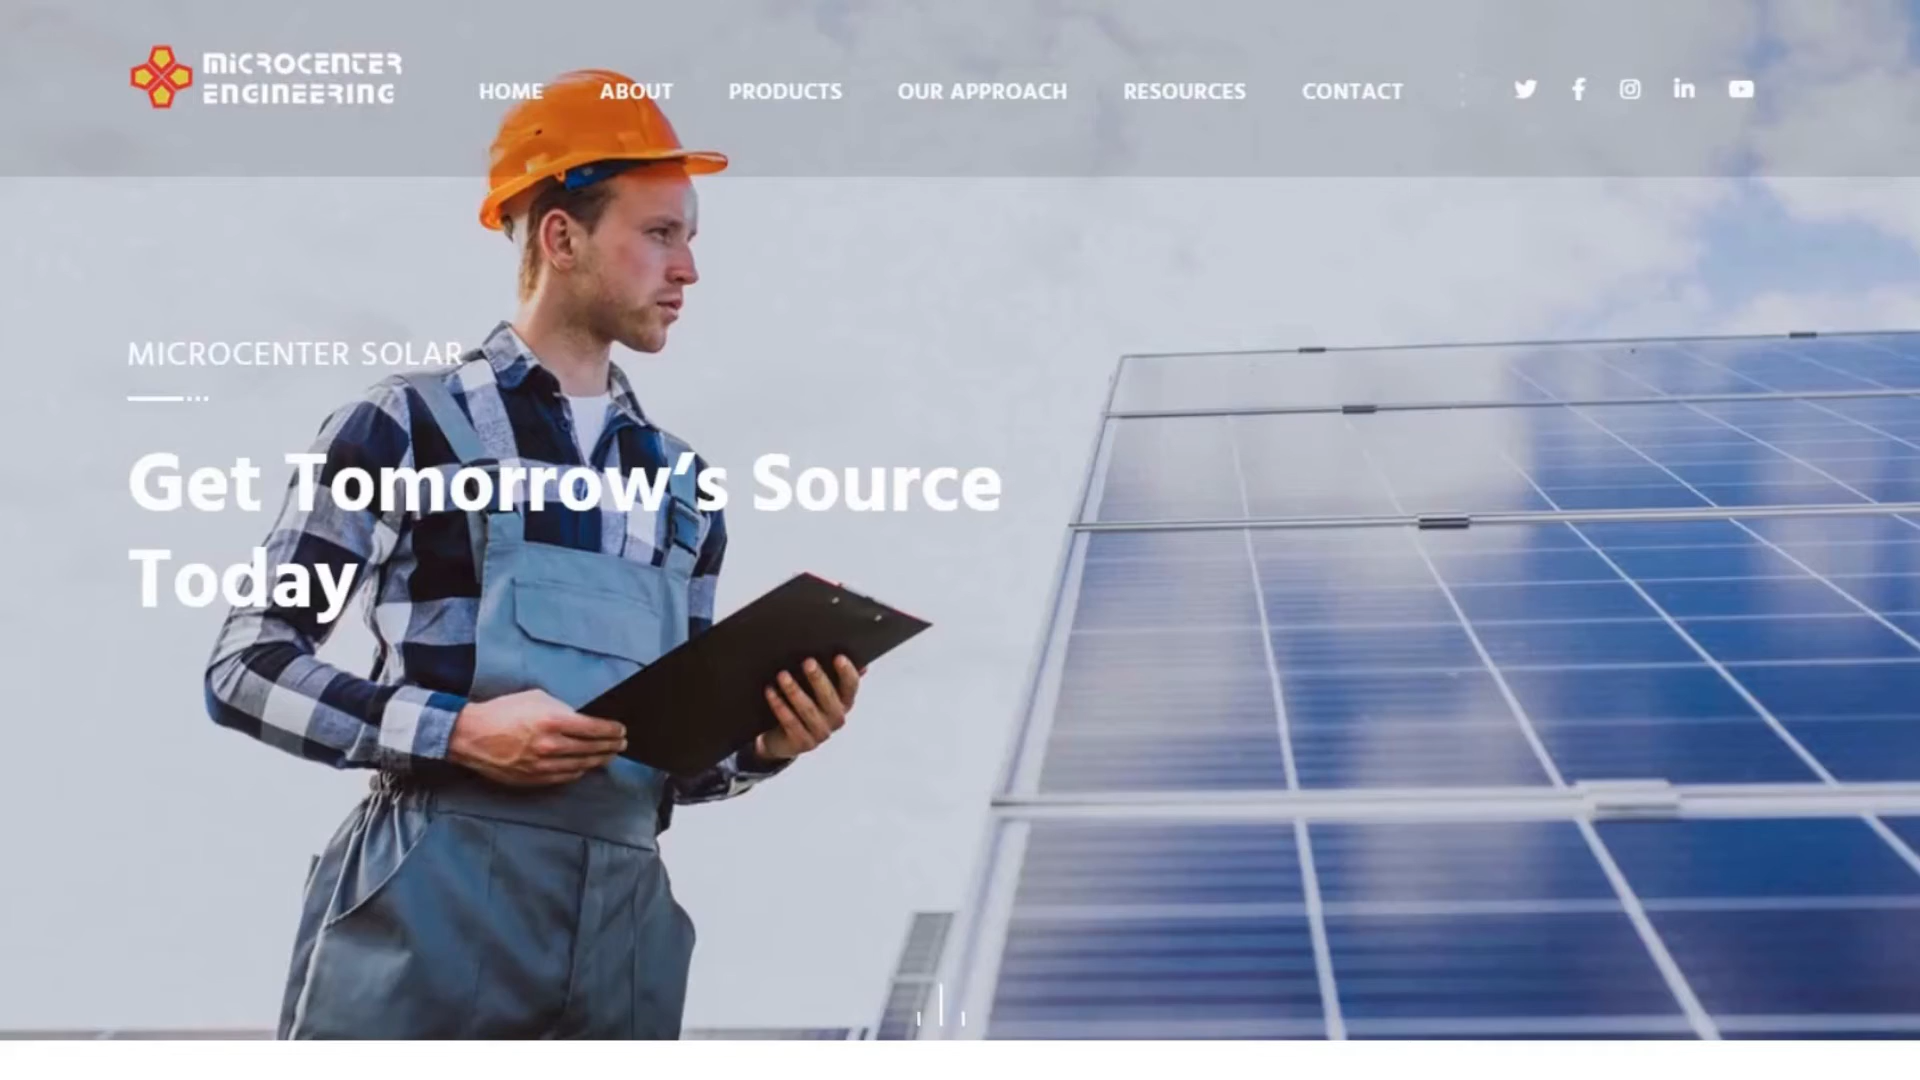 MICROCENTER
ENGINEERING
HOME ABOUT PRODUCTS OUR APPROACH RESOURCES CONTACT
MICROCENTER SOLAR
Get Tomorrow’s Source
Today